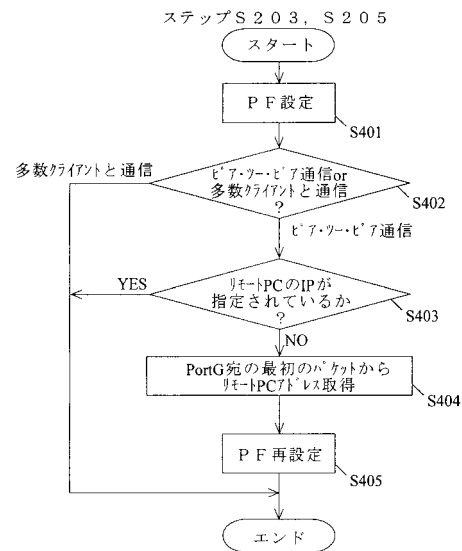 ステップＳ２０３，Ｓ２０５
スタート
ＰＦ設定
S401
多数ｸﾗｲｱﾝﾄと通信
ﾋﾟｱ･ﾂｰ･ﾋﾟｱ通信or
多数ｸﾗｲｱﾝﾄと通信
?
S402
ﾋﾟｱ･ﾂｰ･ﾋﾟｱ通信
YES
ﾘﾓｰﾄPCのIPが
指定されているか
?
S403
NO
PortG宛の最初のﾊﾟｹｯﾄから
ﾘﾓｰﾄPCｱﾄﾞﾚｽ取得
S404
ＰＦ再設定
S405
エンド